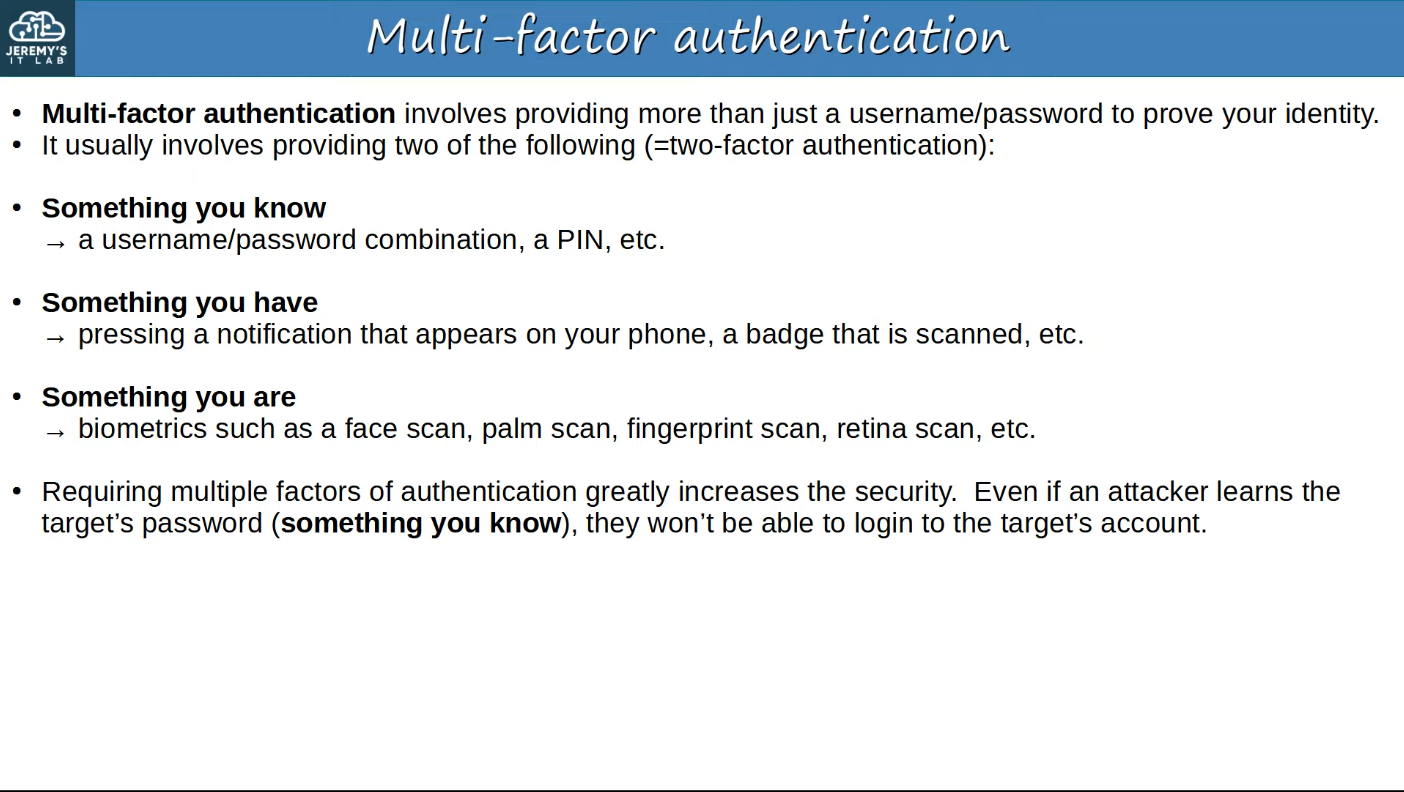 JEREMY'S
IT LAB
Multi-factor authentication
• Multi-factor authentication involves providing more than just a username/password to prove your identity.
• It usually involves providing two of the following (=two-factor authentication):
• Something you know
→ a username/password combination, a PIN, etc.
• Something you have
→ pressing a notification that appears on your phone, a badge that is scanned, etc.
• Something you are
→ biometrics such as a face scan, palm scan, fingerprint scan, retina scan, etc.
• Requiring multiple factors of authentication greatly increases the security.  Even if an attacker learns the
target’s password (something you know), they won’t be able to login to the target’s account.